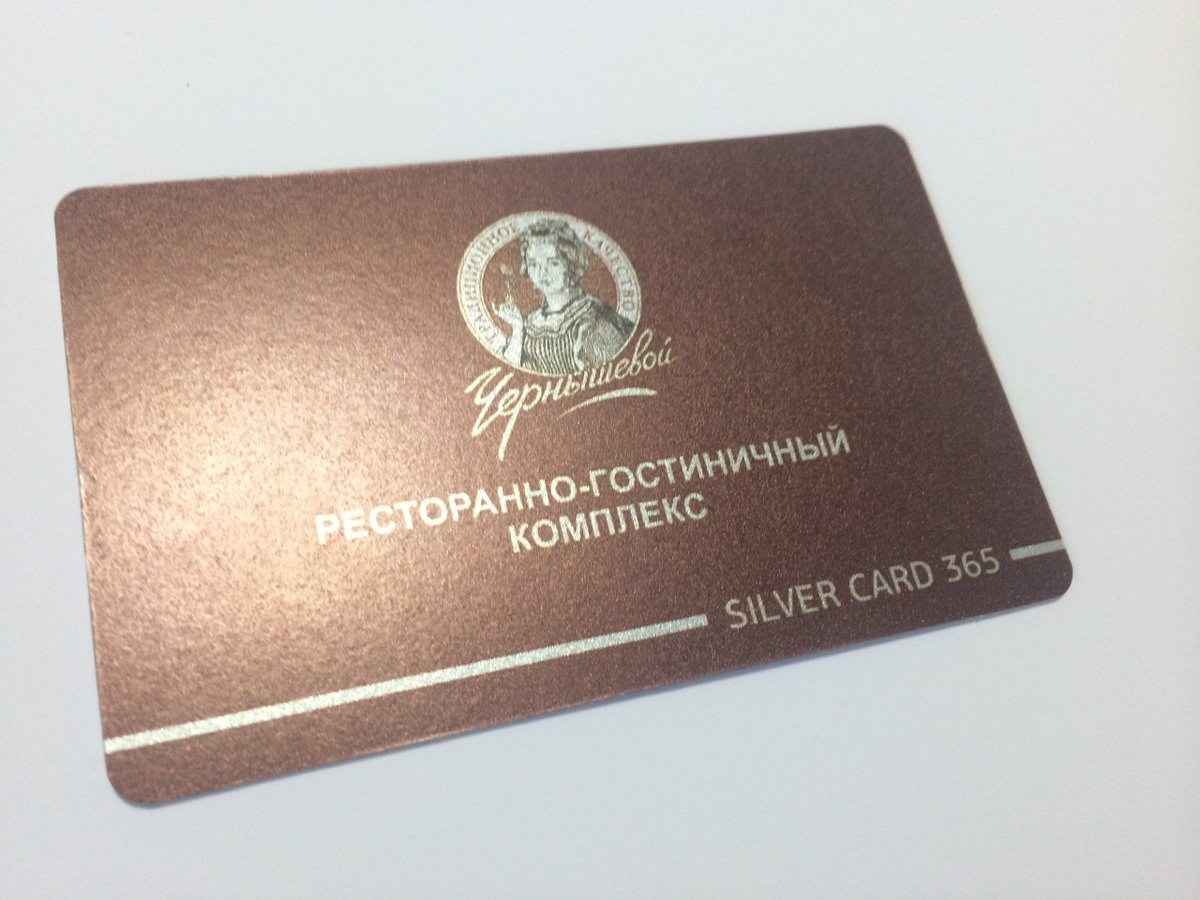 ТРАДИЦИОННОЕ КАЧЕСТВО
Чернышевой
РЕСТОРАННО-ГОСТИНИЧНЫЙ
КОМПЛЕКС
SILVER CARD 365